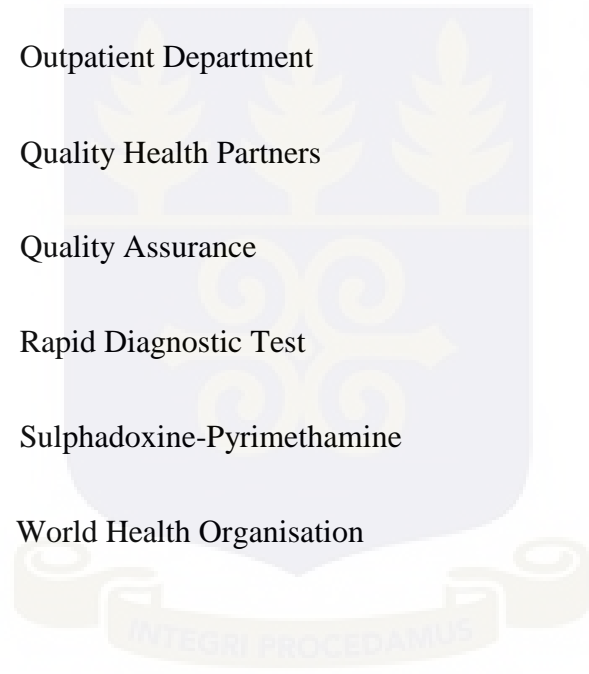 Outpatient Department
Quality Health Partners
Quality Assurance
Rapid Diagnostic Test
Sulphadoxine-Pyrimethamine
World Health Organisation
INTEGRI PROCEDAMUS